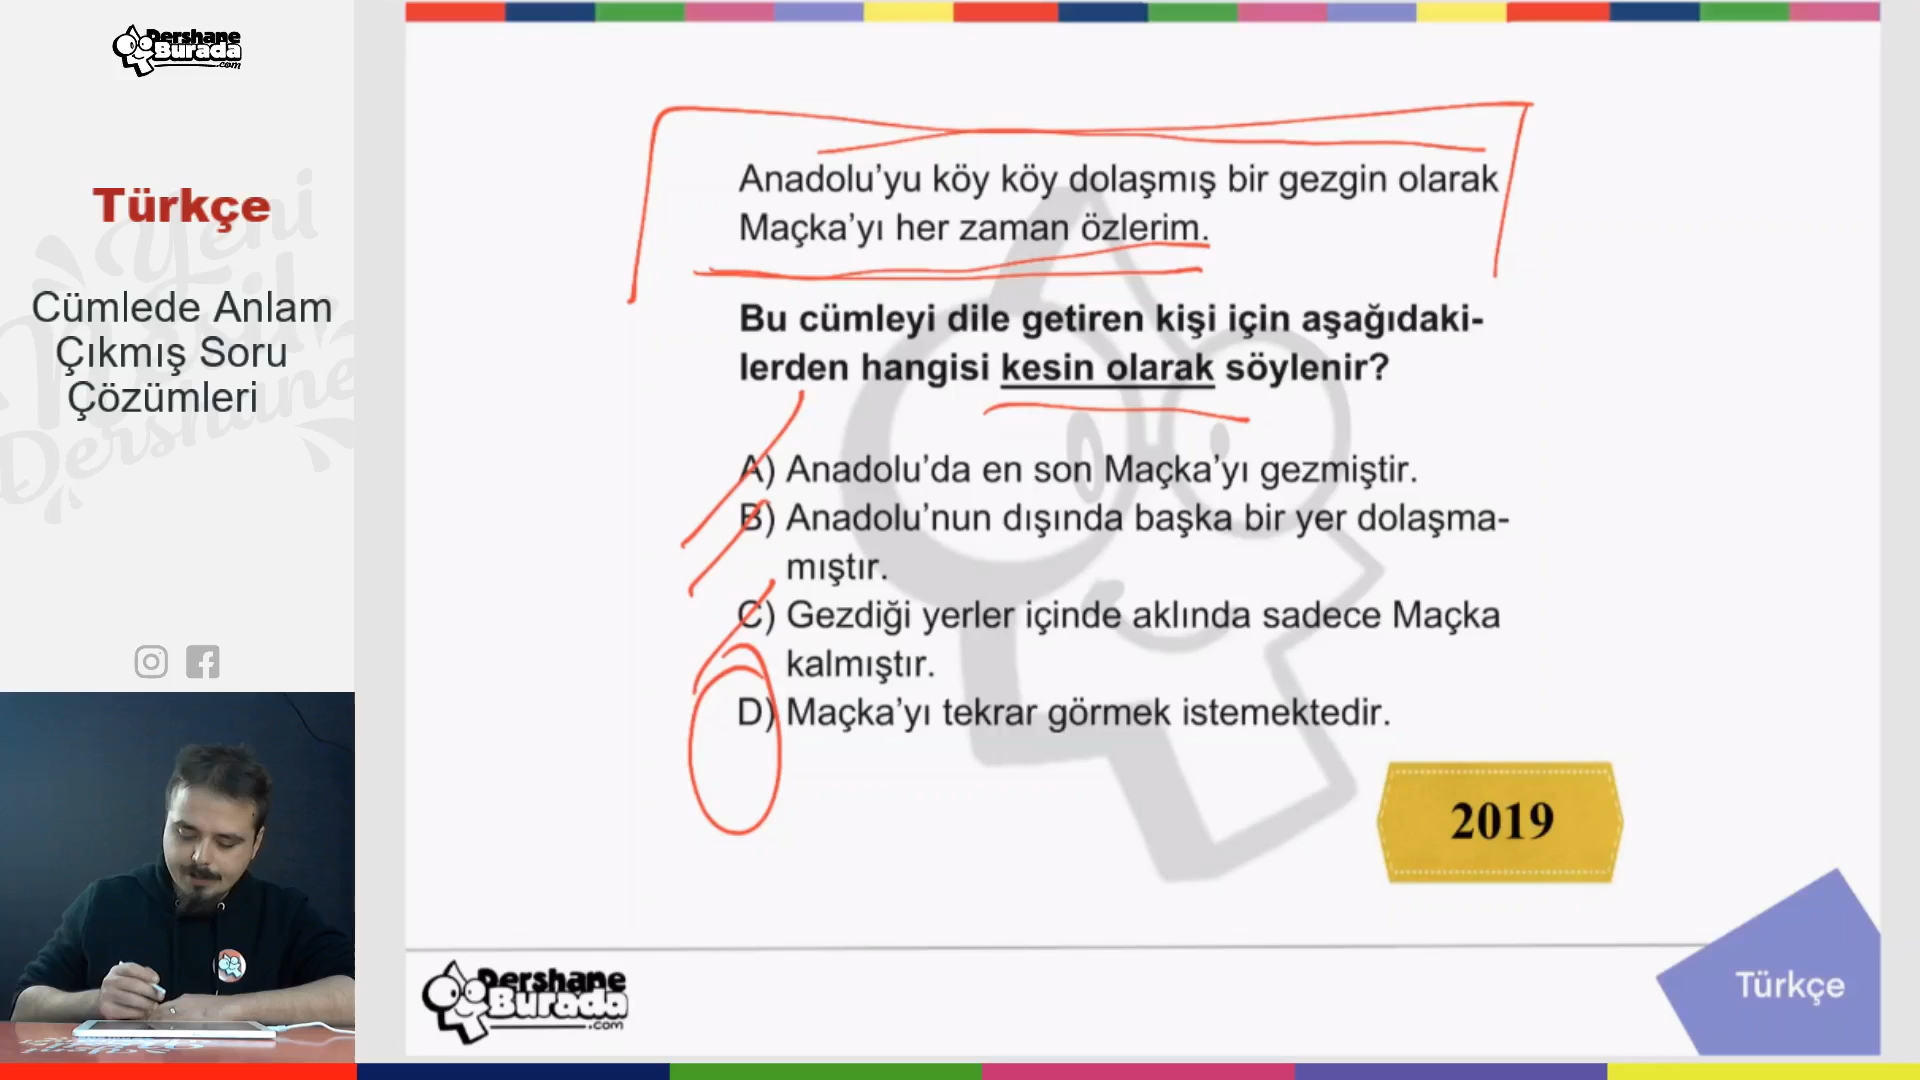 Dershane
Burada
.com
Türkçe
Cümlede Anlam
Çıkmış Soru
Çözümleri
Yeni
Nesil
Dershane
Anadolu'yu köy köy dolaşmış bir gezgin olarak
Maçka'yı her zaman özlerim.
Bu cümleyi dile getiren kişi için aşağıdaki-
lerden hangisi kesin olarak söylenir?
A) Anadolu'da en son Maçka'yı gezmiştir.
B) Anadolu'nun dışında başka bir yer dolaşma-
mıştır.
C) Gezdiği yerler içinde aklında sadece Maçka
kalmıştır.
D) Maçka'yı tekrar görmek istemektedir.
2019
Dershane
Burada
.com
Türkçe